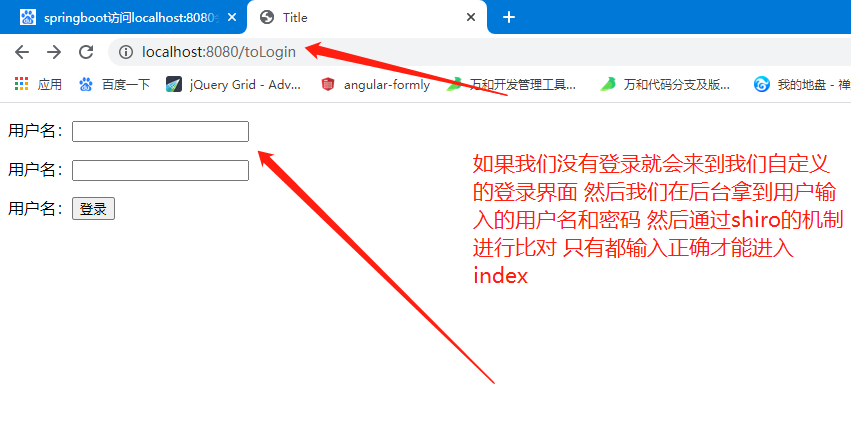 springboot访问localhost:8080
Title
localhost:8080/toLogin
应用
百度一下
jQuery Grid - Adv...
angular-formly
万和开发管理工具...
万和代码分支及版...
我的地盘 - 禅
用户名：
用户名：
用户名： 登录
如果我们没有登录就会来到我们自定义
的登录界面 然后我们在后台拿到用户输
入的用户名和密码 然后通过shiro的机制
进行比对 只有都输入正确才能进入
index